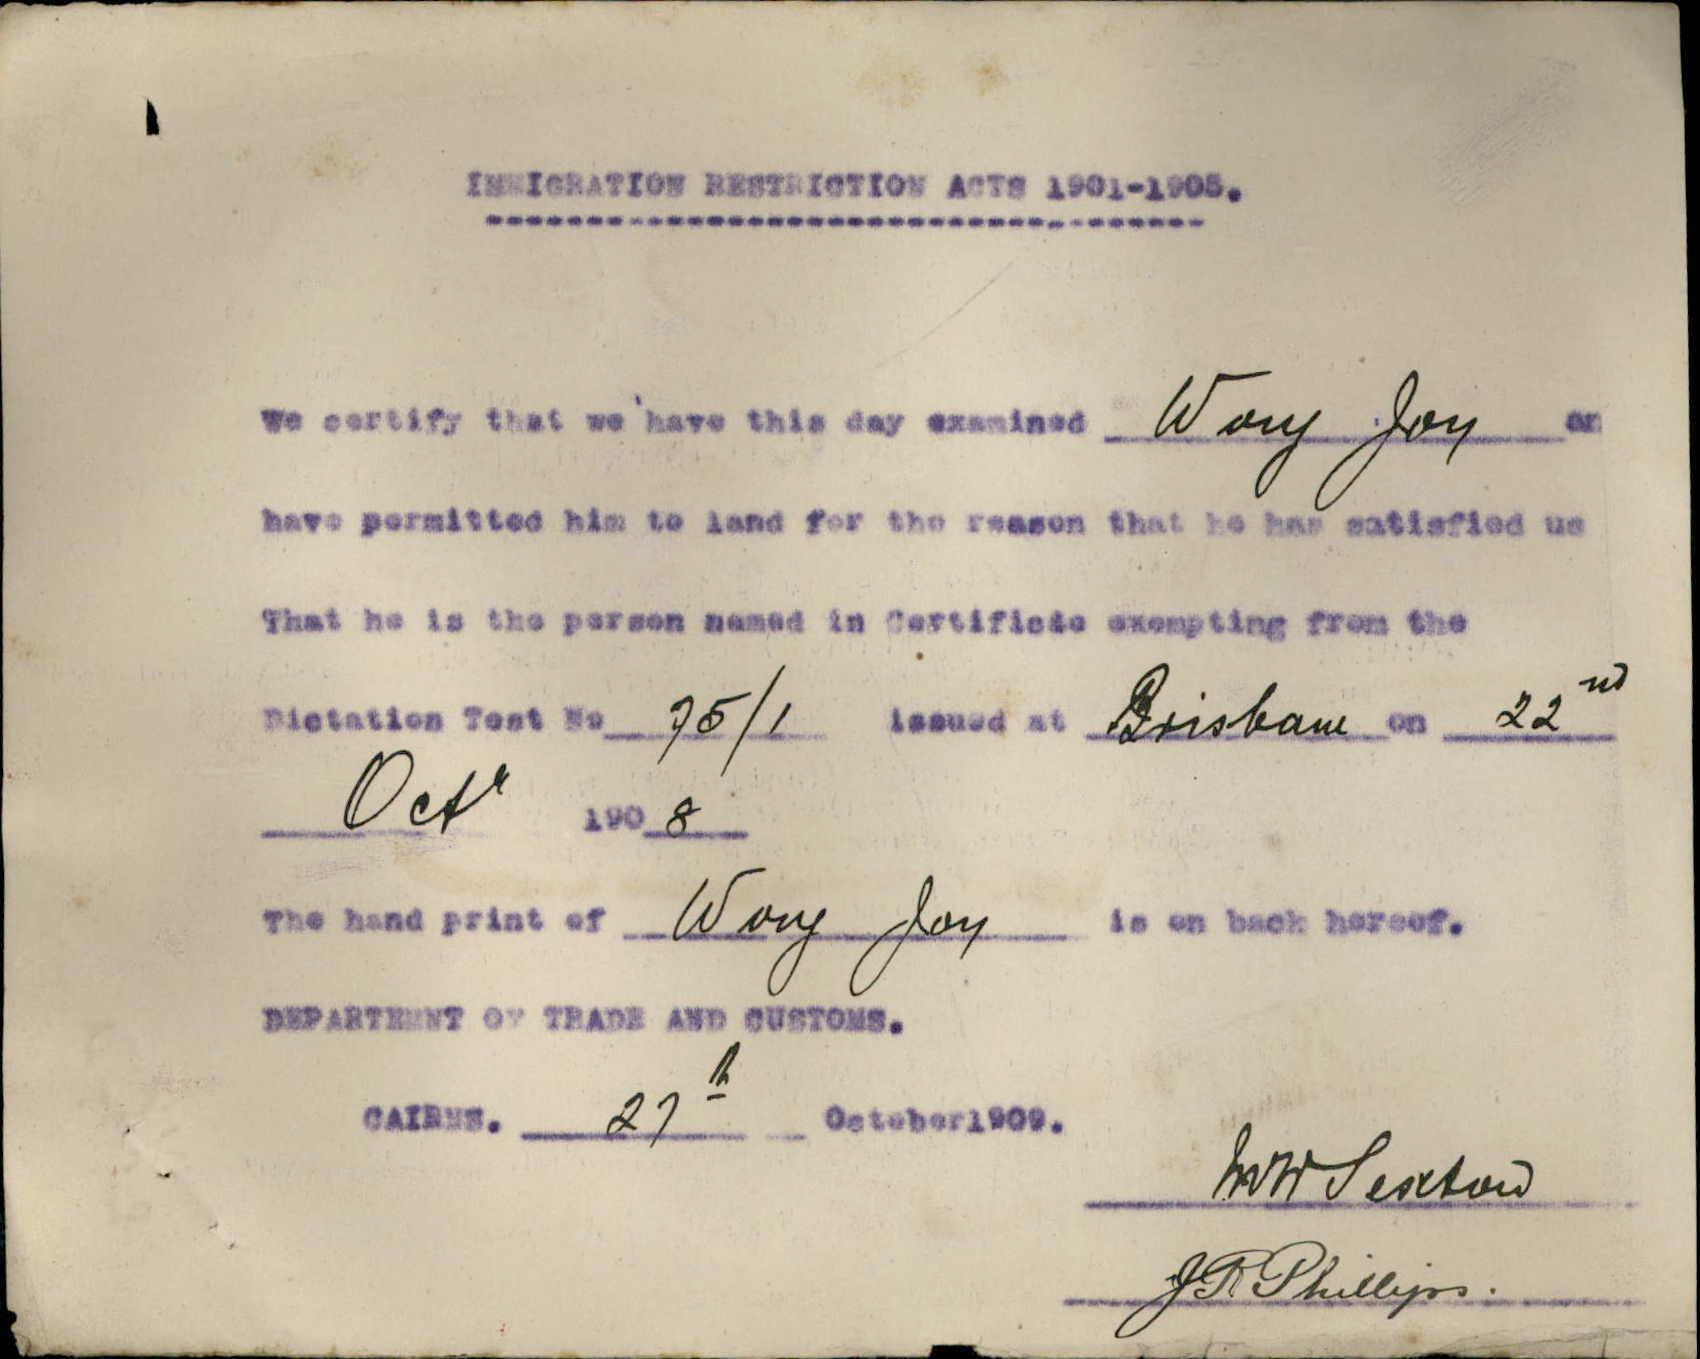 IMMIGRATION RESTRICTION ACTS 1901-1905.
We certify that we have this day examined Wong Joy an
have permitted him to land for the reason that he has satisfied us
That he is the person named in Certificate exempting from the
Dictation Test No 75/1 issued at Brisbane on 22nd
Octr 1908
The hand print of Wong Joy is on back hereof.
DEPARTEMNT OF TRADE AND CUSTOMS.
CAIRNS. 27th October1909.
Sexton
J R Phillips.